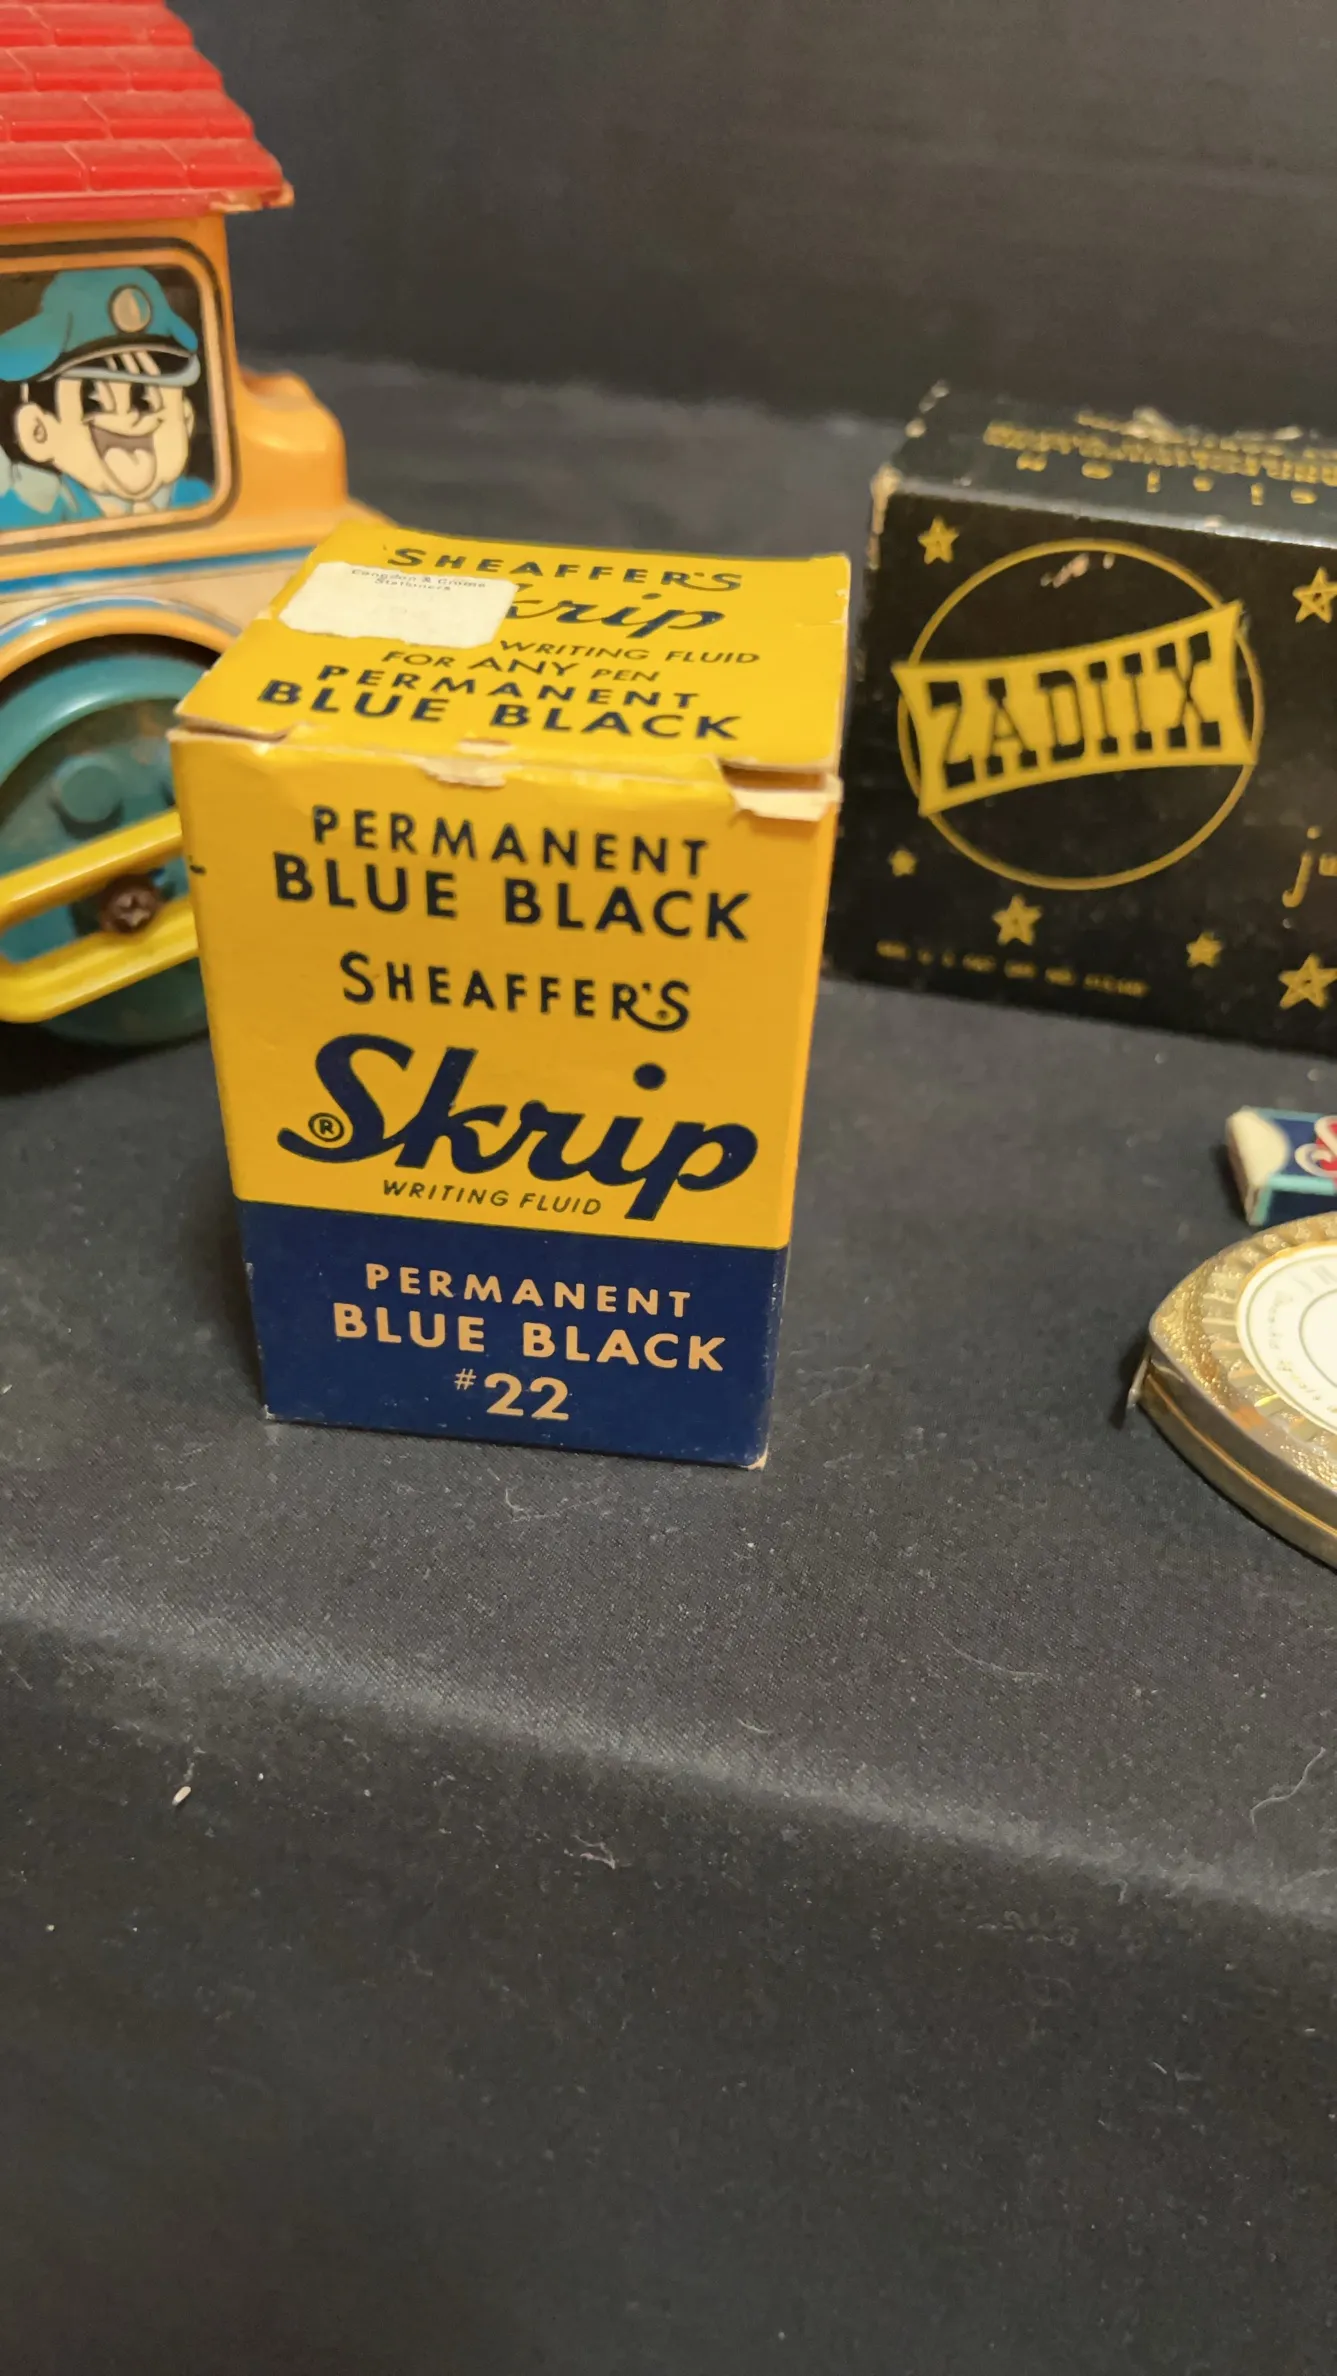 SHEAFFER'S
Skrip
WRITING FLUID
FOR ANY PEN
PERMANENT
BLUE BLACK
PERMANENT
BLUE BLACK
SHEAFFER'S
®Skrip
WRITING FLUID
PERMANENT
BLUE BLACK
#22
Stationers
ZADIIX